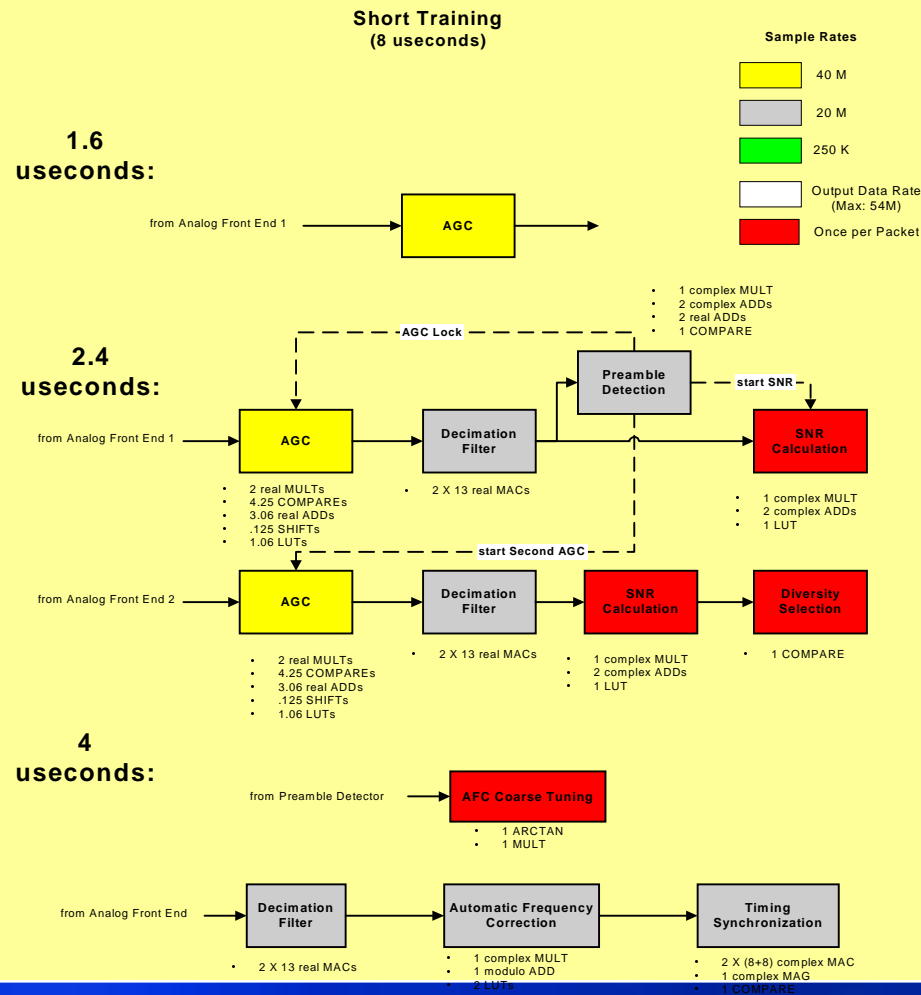 Short Training
(8 useconds)
Sample Rates
40 M
20 M
250 K
Output Data Rate
(Max: 54M)
Once per Packet
1.6
useconds:
from Analog Front End 1
AGC
2.4
useconds:
• 1 complex MULT
• 2 complex ADDs
• 2 real ADDs
• 1 COMPARE
AGC Lock
Preamble
Detection
start SNR
from Analog Front End 1
AGC
Decimation
Filter
SNR
Calculation
• 2 real MULTs
• 4.25 COMPAREs
• 3.06 real ADDs
• .125 SHIFTs
• 1.06 LUTs
• 2 X 13 real MACs
• 1 complex MULT
• 2 complex ADDs
• 1 LUT
start Second AGC
from Analog Front End 2
AGC
Decimation
Filter
SNR
Calculation
Diversity
Selection
• 2 real MULTs
• 4.25 COMPAREs
• 3.06 real ADDs
• .125 SHIFTs
• 1.06 LUTs
• 2 X 13 real MACs
• 1 complex MULT
• 2 complex ADDs
• 1 LUT
• 1 COMPARE
4
useconds:
from Preamble Detector
AFC Coarse Tuning
• 1 ARCTAN
• 1 MULT
from Analog Front End
Decimation
Filter
Automatic Frequency
Correction
Timing
Synchronization
• 2 X 13 real MACs
• 1 complex MULT
• 1 modulo ADD
• 2 LUTs
• 2 X (8+8) complex MAC
• 1 complex MAG
• 1 COMPARE